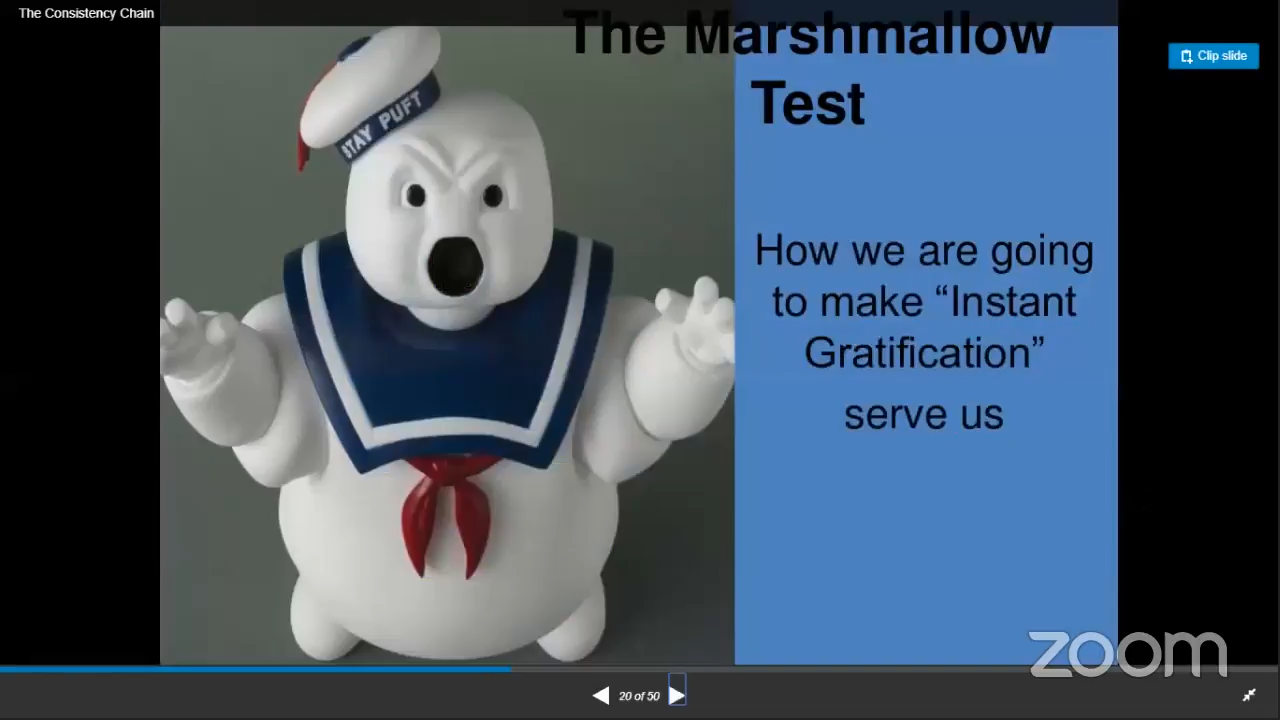 The Consistency Chain
The Marshmallow
Test
Clip slide
STAY PUFT
How we are going
to make “Instant
Gratification”
serve us
zoom
20 of 50